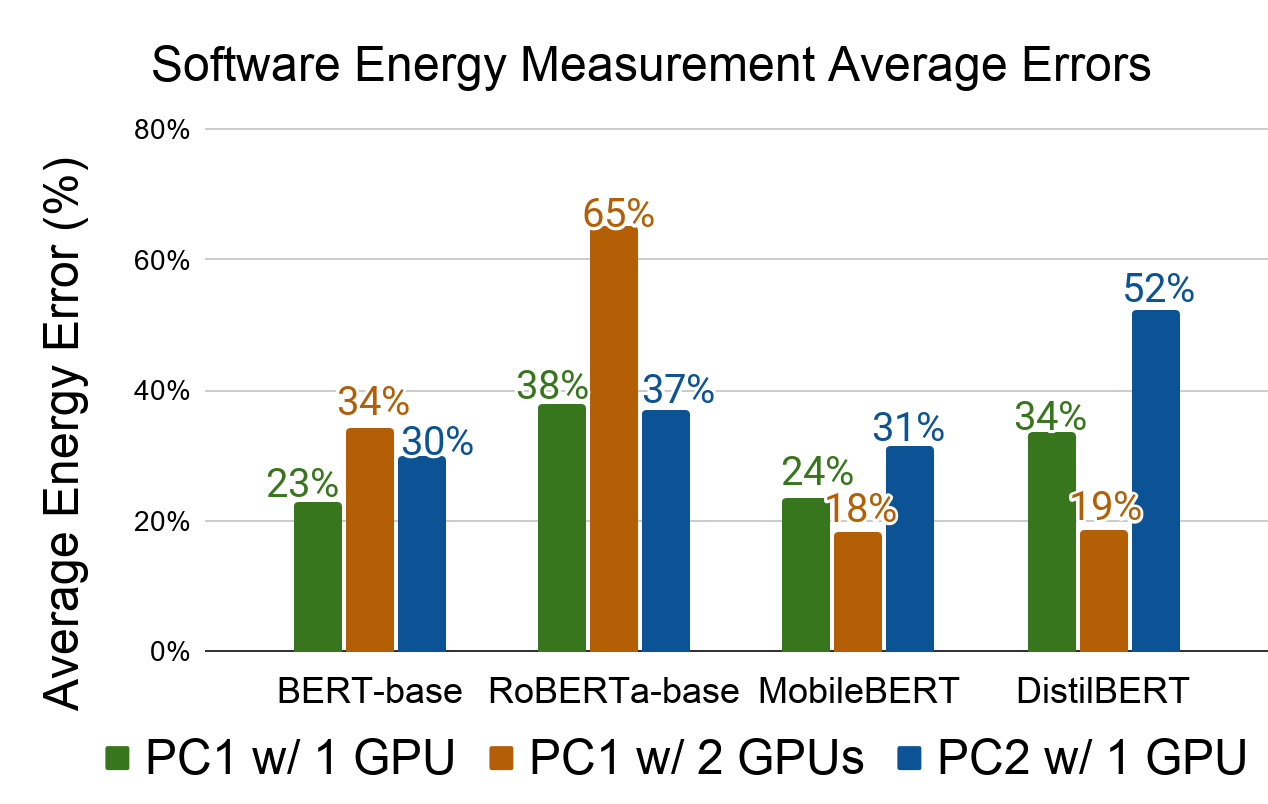 Software Energy Measurement Average Errors
Average Energy Error (%)
80%
60%
40%
20%
0%
23%
34%
30%
38%
65%
37%
24%
18%
31%
34%
19%
52%
BERT-base
RoBERTa-base
MobileBERT
DistilBERT
PC1 w/ 1 GPU
PC1 w/ 2 GPUs
PC2 w/ 1 GPU